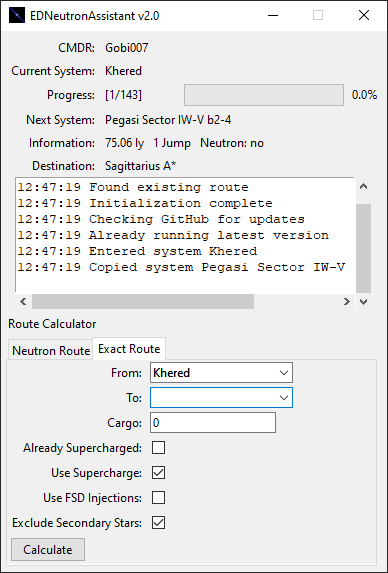 EDNeutronAssistant v2.0
CMDR: Gobi007
Current System: Khered
Progress: [1/143] 0.0%
Next System: Pegasi Sector IW-V b2-4
Information: 75.06 ly 1 Jump Neutron: no
Destination: Sagittarius A*
12:47:19 Found existing route
12:47:19 Initialization complete
12:47:19 Checking GitHub for updates
12:47:19 Already running latest version
12:47:19 Entered system Khered
12:47:19 Copied system Pegasi Sector IW-V
Route Calculator
Neutron Route Exact Route
From: Khered
To:
Cargo: 0
Already Supercharged:
Use Supercharge:
Use FSD Injections:
Exclude Secondary Stars:
Calculate